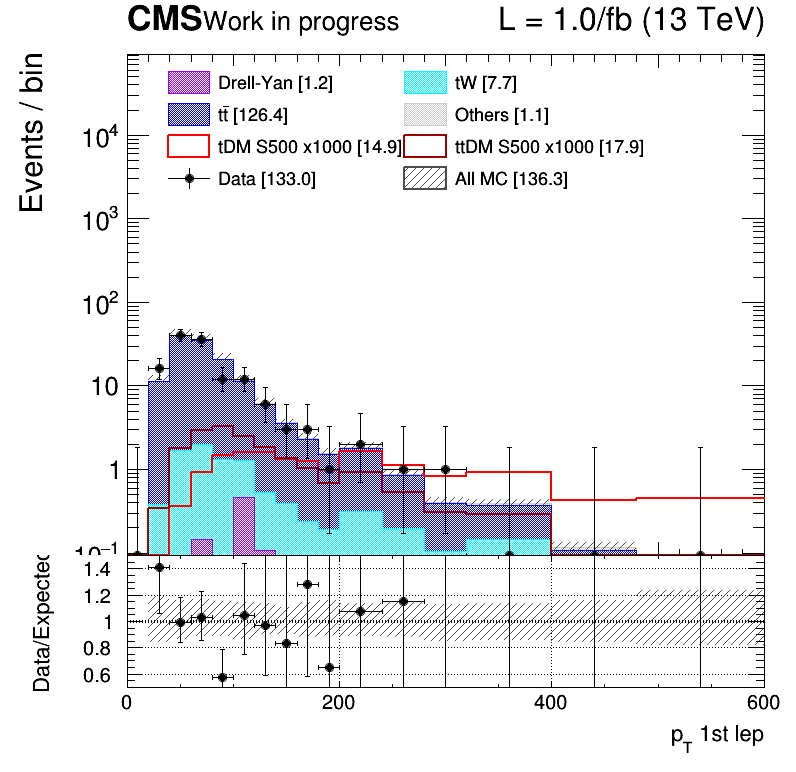 CMS Work in progress L = 1.0/fb (13 TeV)
Events / bin
Drell-Yan [1.2] tW [7.7]
tt̄ [126.4] Others [1.1]
tDM S500 x1000 [14.9] ttDM S500 x1000 [17.9]
Data [133.0] All MC [136.3]
10⁴
10³
10²
10
1
10⁻¹
Data/Expected
1.4
1.2
1
0.8
0.6
0 200 400 600
p_T 1st lep